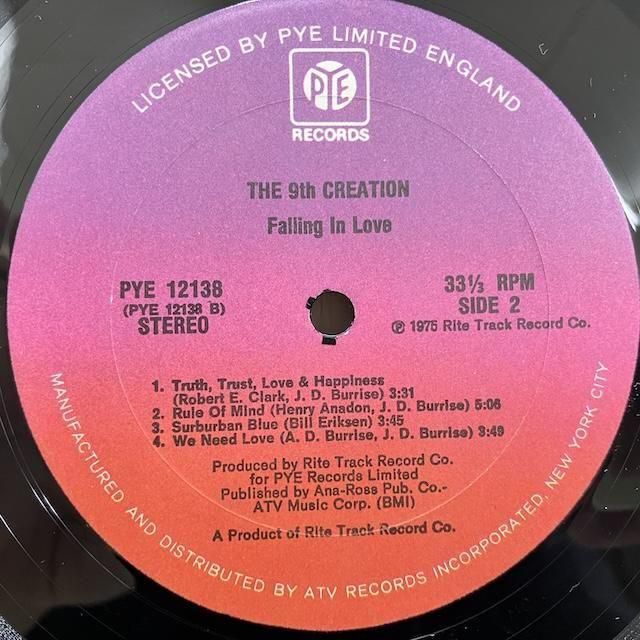 LICENSED BY PYE LIMITED ENGLAND
PYE
RECORDS
THE 9th CREATION
Falling In Love
PYE 12138
(PYE 12138 B)
STEREO
33⅓ RPM
SIDE 2
℗ 1975 Rite Track Record Co.
1. Truth, Trust, Love & Happiness
(Robert E. Clark, J. D. Burrise) 3:31
2. Rule Of Mind (Henry Anadon, J. D. Burrise) 5:06
3. Surburban Blue (Bill Eriksen) 3:45
4. We Need Love (A. D. Burrise, J. D. Burrise) 3:49
Produced by Rite Track Record Co.
for PYE Records Limited
Published by Ana-Ross Pub. Co.-
ATV Music Corp. (BMI)
A Product of Rite Track Record Co.
MANUFACTURED AND DISTRIBUTED BY ATV RECORDS INCORPORATED, NEW YORK CITY